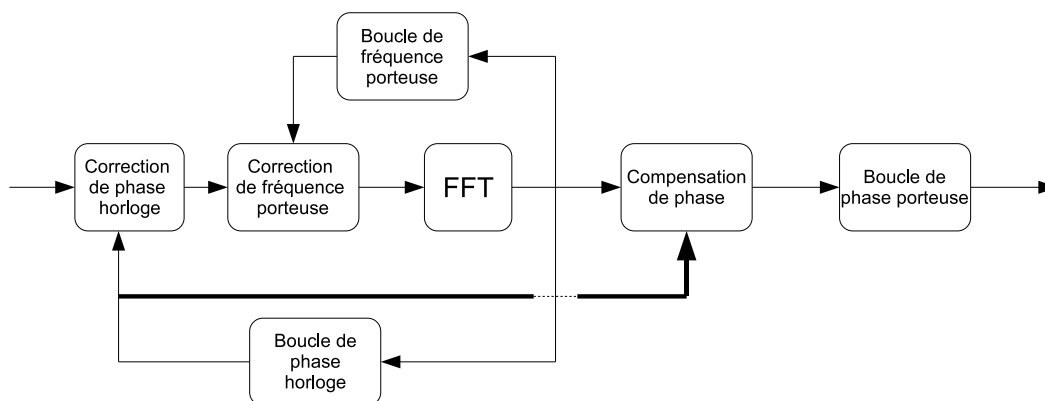 Boucle de
fréquence
porteuse
Correction
de phase
horloge
Correction
de fréquence
porteuse
FFT
Compensation
de phase
Boucle de
phase porteuse
Boucle de
phase
horloge